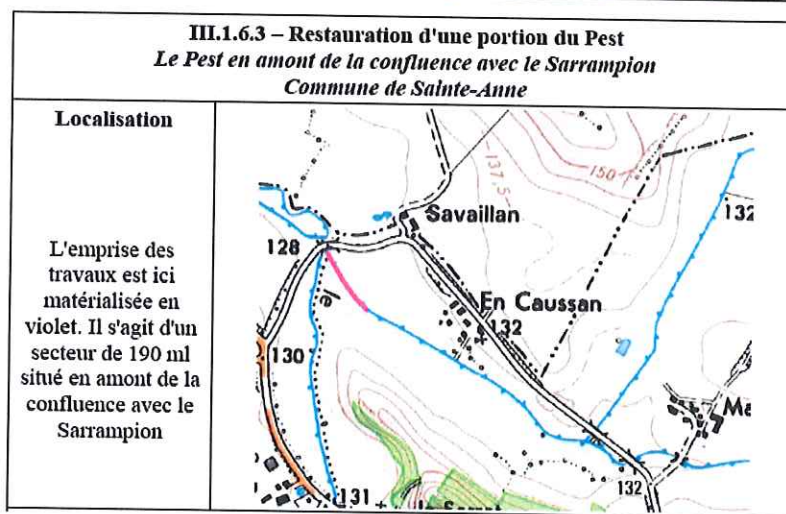 III.1.6.3 – Restauration d'une portion du Pest
Le Pest en amont de la confluence avec le Sarrampion
Commune de Sainte-Anne
Localisation
L'emprise des
travaux est ici
matérialisée en
violet. Il s'agit d'un
secteur de 190 ml
situé en amont de la
confluence avec le
Sarrampion
137,5
150
132
Savaillan
128
le
En Caussan
132
130
Ma
131
132